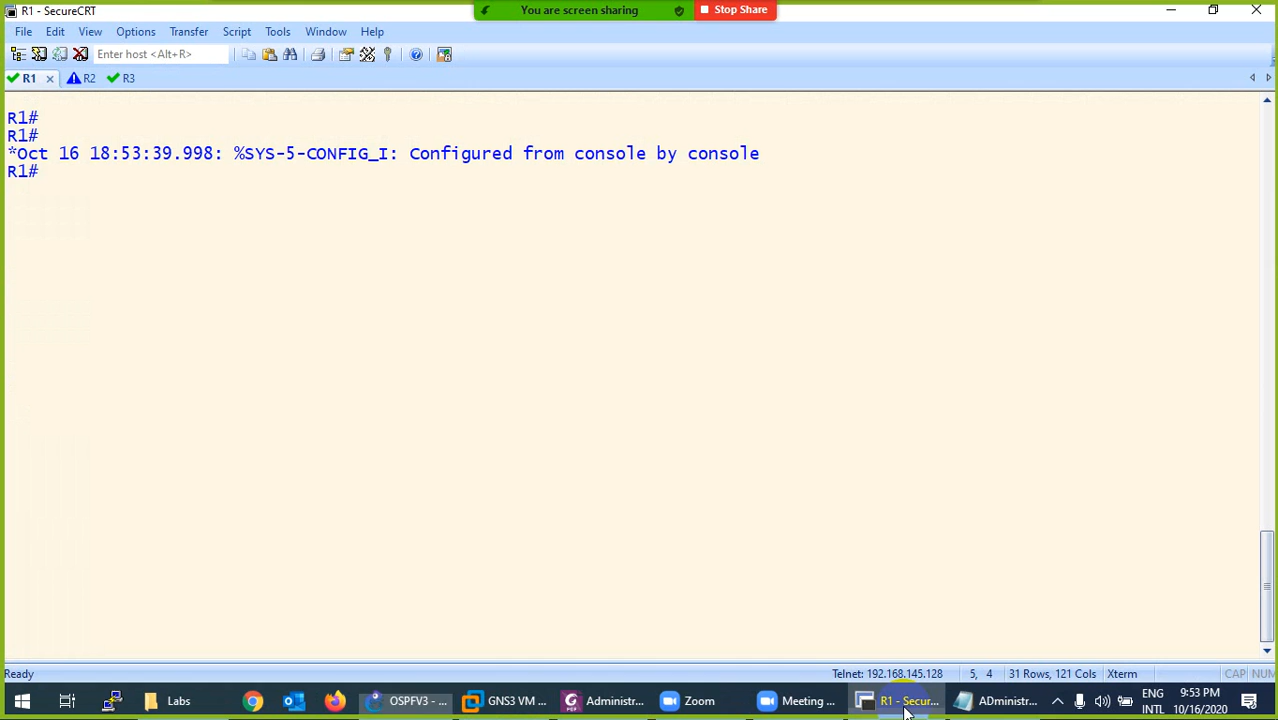 R1 - SecureCRT
You are screen sharing
Stop Share
File Edit View Options Transfer Script Tools Window Help
Enter host <Alt+R>
R1 R2 R3
R1#
R1#
*Oct 16 18:53:39.998: %SYS-5-CONFIG_I: Configured from console by console
R1#
Ready
Telnet: 192.168.145.128 5, 4 31 Rows, 121 Cols Xterm CAP NUM
Labs OSPFV3 - ... GNS3 VM ... Administr... Zoom Meeting ... R1 - Secur... ADministr...
ENG
INTL
9:53 PM
10/16/2020